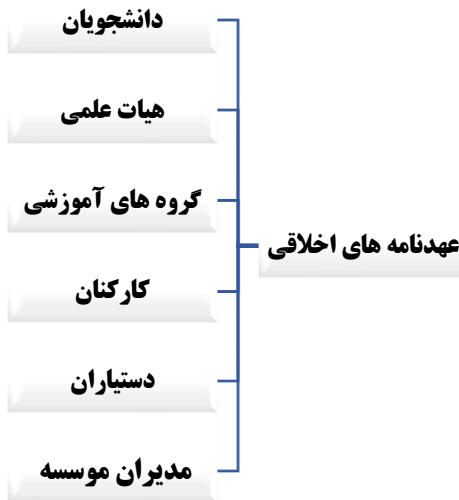 عهدنامه های اخلاقی
دانشجویان
هیات علمی
گروه های آموزشی
کارکنان
دستیاران
مدیران موسسه